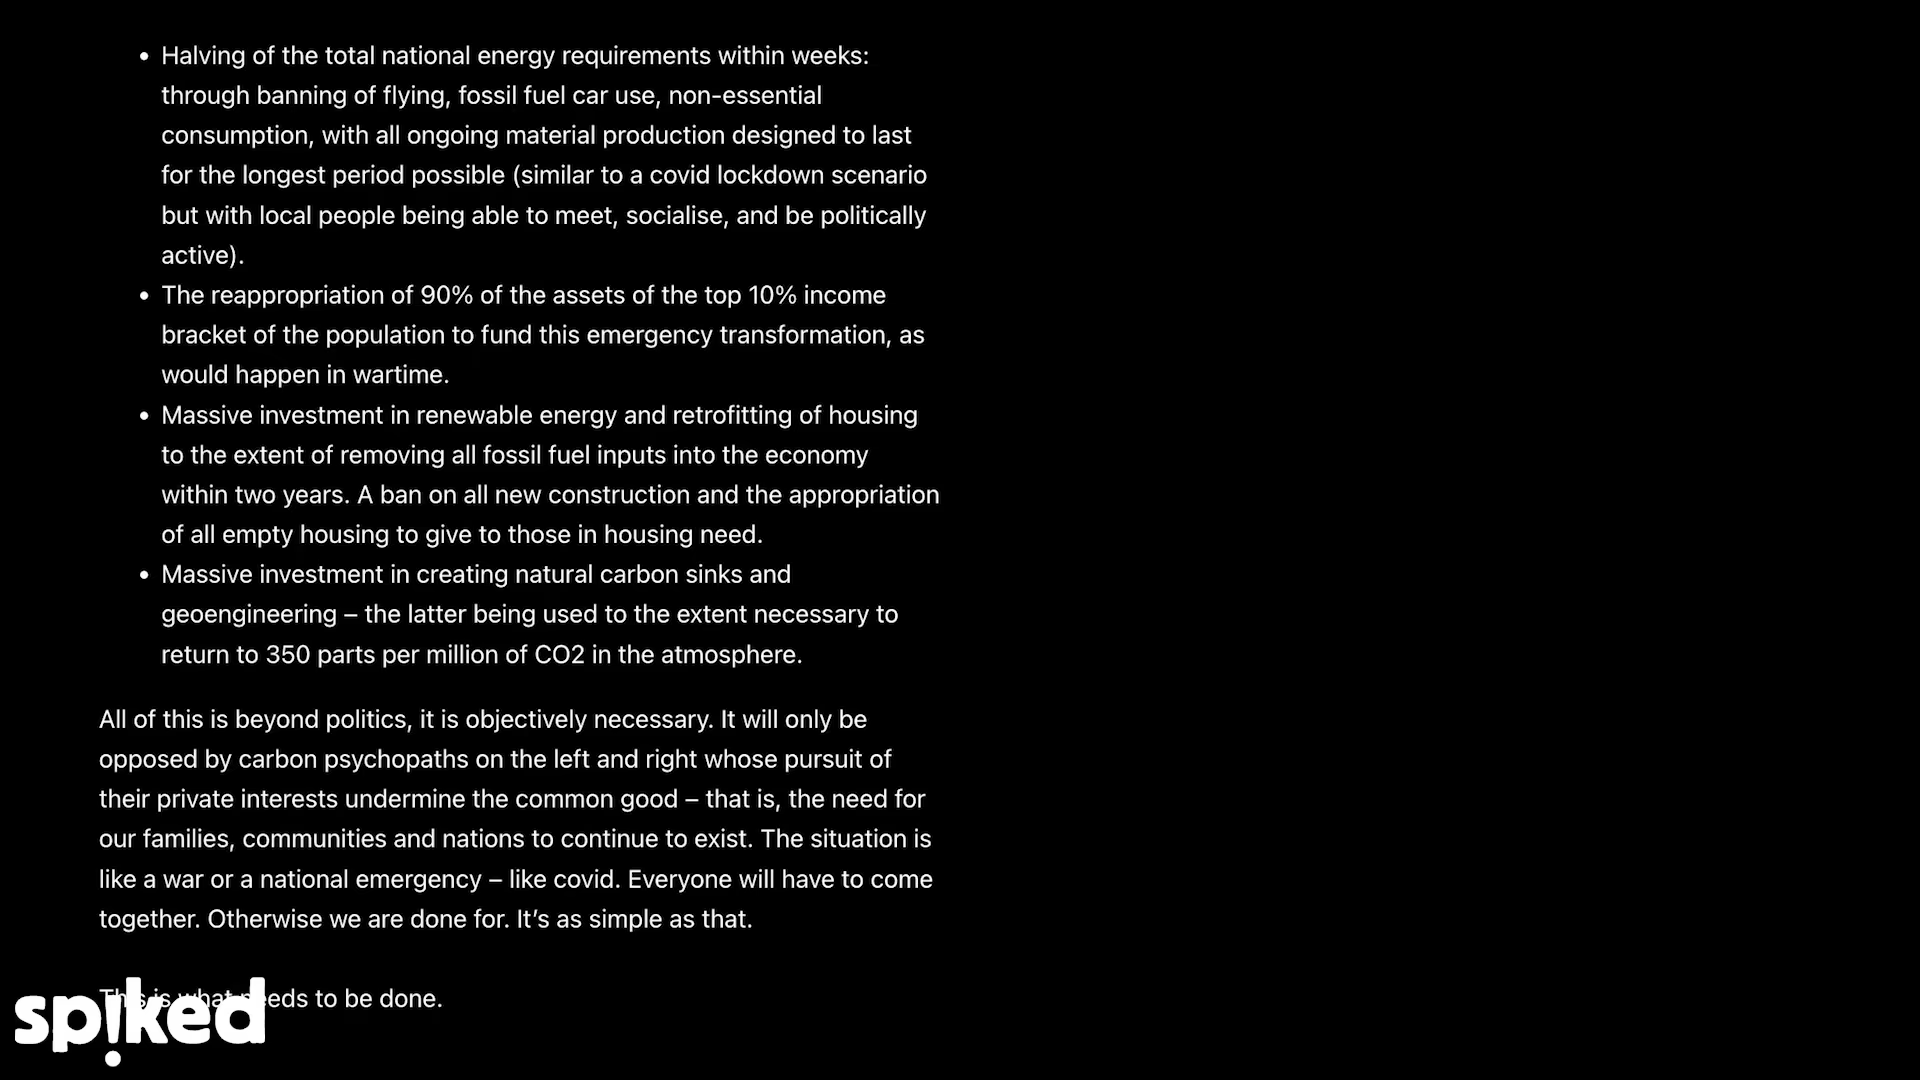 • Halving of the total national energy requirements within weeks:
through banning of flying, fossil fuel car use, non-essential
consumption, with all ongoing material production designed to last
for the longest period possible (similar to a covid lockdown scenario
but with local people being able to meet, socialise, and be politically
active).
• The reappropriation of 90% of the assets of the top 10% income
bracket of the population to fund this emergency transformation, as
would happen in wartime.
• Massive investment in renewable energy and retrofitting of housing
to the extent of removing all fossil fuel inputs into the economy
within two years. A ban on all new construction and the appropriation
of all empty housing to give to those in housing need.
• Massive investment in creating natural carbon sinks and
geoengineering – the latter being used to the extent necessary to
return to 350 parts per million of CO2 in the atmosphere.
All of this is beyond politics, it is objectively necessary. It will only be
opposed by carbon psychopaths on the left and right whose pursuit of
their private interests undermine the common good – that is, the need for
our families, communities and nations to continue to exist. The situation is
like a war or a national emergency – like covid. Everyone will have to come
together. Otherwise we are done for. It’s as simple as that.
This is what needs to be done.
sp!ked